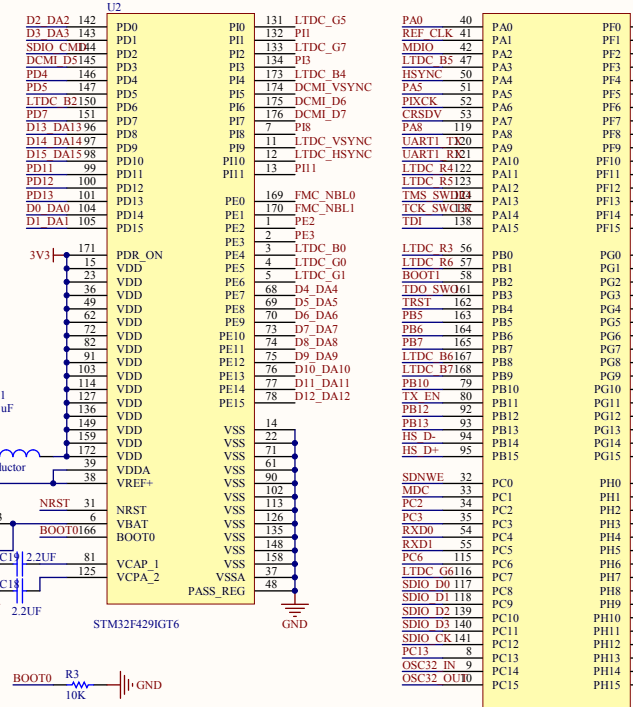 U2
D2_DA2 142 PD0 PI0 131 LTDC_G5
D3_DA3 143 PD1 PI1 132 PI1
SDIO_CMD 144 PD2 PI2 133 LTDC_G7
DCMI_D5 145 PD3 PI3 134 PI3
PD4 146 PD4 PI4 173 LTDC_B4
PD5 147 PD5 PI5 174 DCMI_VSYNC
LTDC_B2 150 PD6 PI6 175 DCMI_D6
PD7 151 PD7 PI7 176 DCMI_D7
D13_DA13 96 PD8 PI8 7 PI8
D14_DA14 97 PD9 PI9 11 LTDC_VSYNC
D15_DA15 98 PD10 PI10 12 LTDC_HSYNC
PD11 99 PD11 PI11 13 PI11
PD12 100 PD12
PD13 101 PD13 PE0 169 FMC_NBL0
D0_DA0 104 PD14 PE1 170 FMC_NBL1
D1_DA1 105 PD15 PE2 1 PE2
PE3 2 PE3
3V3 171 PDR_ON PE4 3 LTDC_B0
15 VDD PE5 4 LTDC_G0
23 VDD PE6 5 LTDC_G1
36 VDD PE7 68 D4_DA4
49 VDD PE8 69 D5_DA5
62 VDD PE9 70 D6_DA6
72 VDD PE10 73 D7_DA7
82 VDD PE11 74 D8_DA8
91 VDD PE12 75 D9_DA9
103 VDD PE13 76 D10_DA10
114 VDD PE14 77 D11_DA11
127 VDD PE15 78 D12_DA12
1
uF
136 VDD
149 VDD VSS 14
159 VDD VSS 22
172 VDD VSS 71
uctor
39 VDDA VSS 61
38 VREF+ VSS 90
VSS 102
NRST 31 NRST VSS 113
6 VBAT VSS 126
BOOT0 166 BOOT0 VSS 135
VSS 148
C19 2.2UF 81 VCAP_1 VSS 158
125 VCPA_2 VSSA 37
C18 PASS_REG 48
2.2UF
STM32F429IGT6
GND
BOOT0 R3 GND
10K
PA0 40 PA0 PF0
REF_CLK 41 PA1 PF1
MDIO 42 PA2 PF2
LTDC_B5 47 PA3 PF3
HSYNC 50 PA4 PF4
PA5 51 PA5 PF5
PIXCK 52 PA6 PF6
CRSDV 53 PA7 PF7
PA8 119 PA8 PF8
UART1_TX 120 PA9 PF9
UART1_RX 121 PA10 PF10
LTDC_R4 122 PA11 PF11
LTDC_R5 123 PA12 PF12
TMS_SWDIO 124 PA13 PF13
TCK_SWCLK 137 PA14 PF14
TDI 138 PA15 PF15
LTDC_R3 56 PB0 PG0
LTDC_R6 57 PB1 PG1
BOOT1 58 PB2 PG2
TDO_SWO 161 PB3 PG3
TRST 162 PB4 PG4
PB5 163 PB5 PG5
PB6 164 PB6 PG6
PB7 165 PB7 PG7
LTDC_B6 167 PB8 PG8
LTDC_B7 168 PB9 PG9
PB10 79 PB10 PG10
TX_EN 80 PB11 PG11
PB12 92 PB12 PG12
PB13 93 PB13 PG13
HS_D- 94 PB14 PG14
HS_D+ 95 PB15 PG15
SDNWE 32 PC0 PH0
MDC 33 PC1 PH1
PC2 34 PC2 PH2
PC3 35 PC3 PH3
RXD0 54 PC4 PH4
RXD1 55 PC5 PH5
PC6 115 PC6 PH6
LTDC_G6 116 PC7 PH7
SDIO_D0 117 PC8 PH8
SDIO_D1 118 PC9 PH9
SDIO_D2 139 PC10 PH10
SDIO_D3 140 PC11 PH11
SDIO_CK 141 PC12 PH12
PC13 8 PC13 PH13
OSC32_IN 9 PC14 PH14
OSC32_OUT 10 PC15 PH15